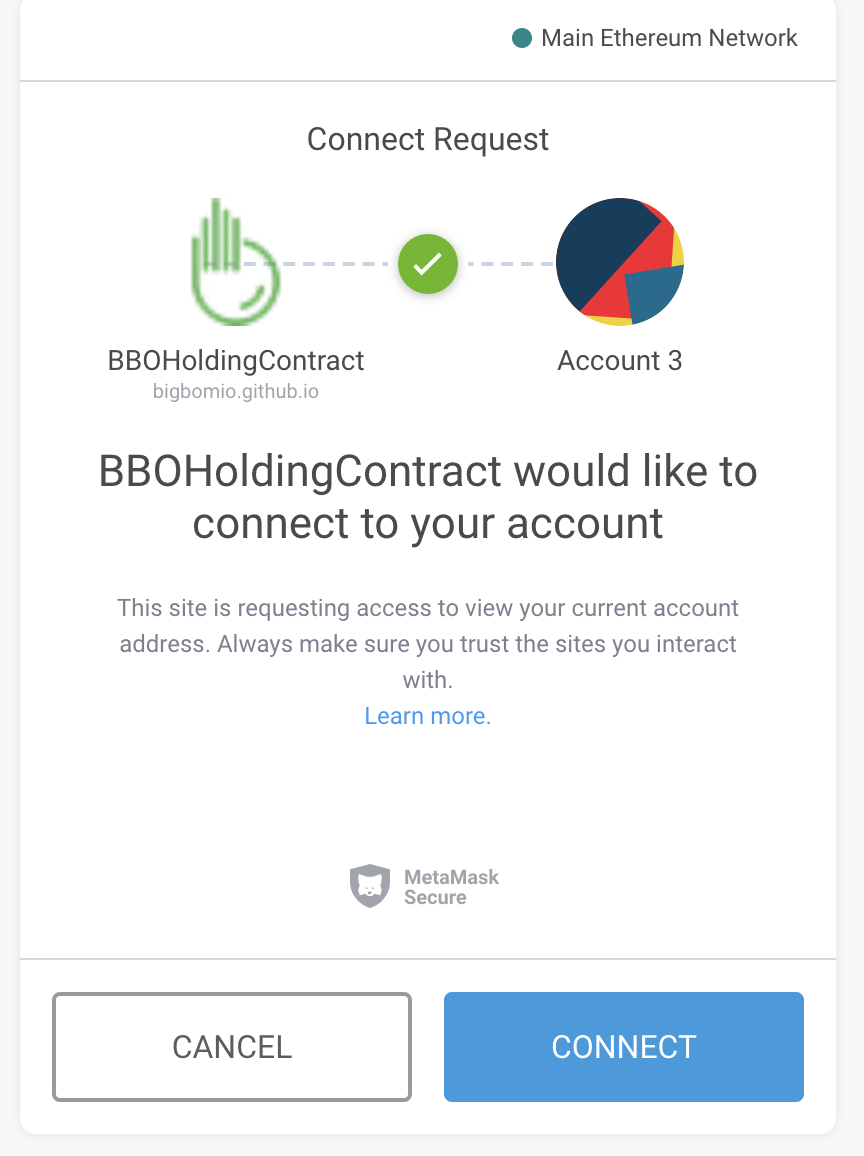 Main Ethereum Network
Connect Request
BBOHoldingContract
bigbomio.github.io
Account 3
BBOHoldingContract would like to
connect to your account
This site is requesting access to view your current account
address. Always make sure you trust the sites you interact
with.
Learn more.
MetaMask
Secure
CANCEL
CONNECT